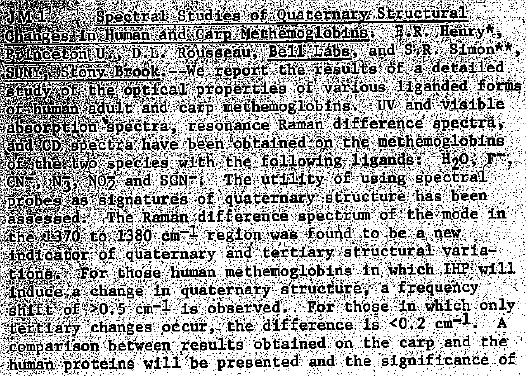 JM 1 Spectral Studies of Quaternary Structural
Changes in Human and Carp Methemoglobins. E.R. Henry*,
Princeton U., D.L. Rousseau, Bell Labs, and S.R. Simon**,
SUNY, Stony Brook.--We report the results of a detailed
study of the optical properties of various liganded forms
of human adult and carp methemoglobins. UV and visible
absorption spectra, resonance Raman difference spectra,
and CD spectra have been obtained on the methemoglobins
of the two species with the following ligands: H2O, F−,
CN−, N3−, NO2− and SCN−. The utility of using spectral
probes as signatures of quaternary structure has been
assessed. The Raman difference spectrum of the mode in
the 1370 to 1380 cm−1 region was found to be a new
indicator of quaternary and tertiary structural varia-
tions. For those human methemoglobins in which IHP will
induce a change in quaternary structure, a frequency
shift of >0.5 cm−1 is observed. For those in which only
tertiary changes occur, the difference is <0.2 cm−1. A
comparison between results obtained on the carp and the
human proteins will be presented and the significance of